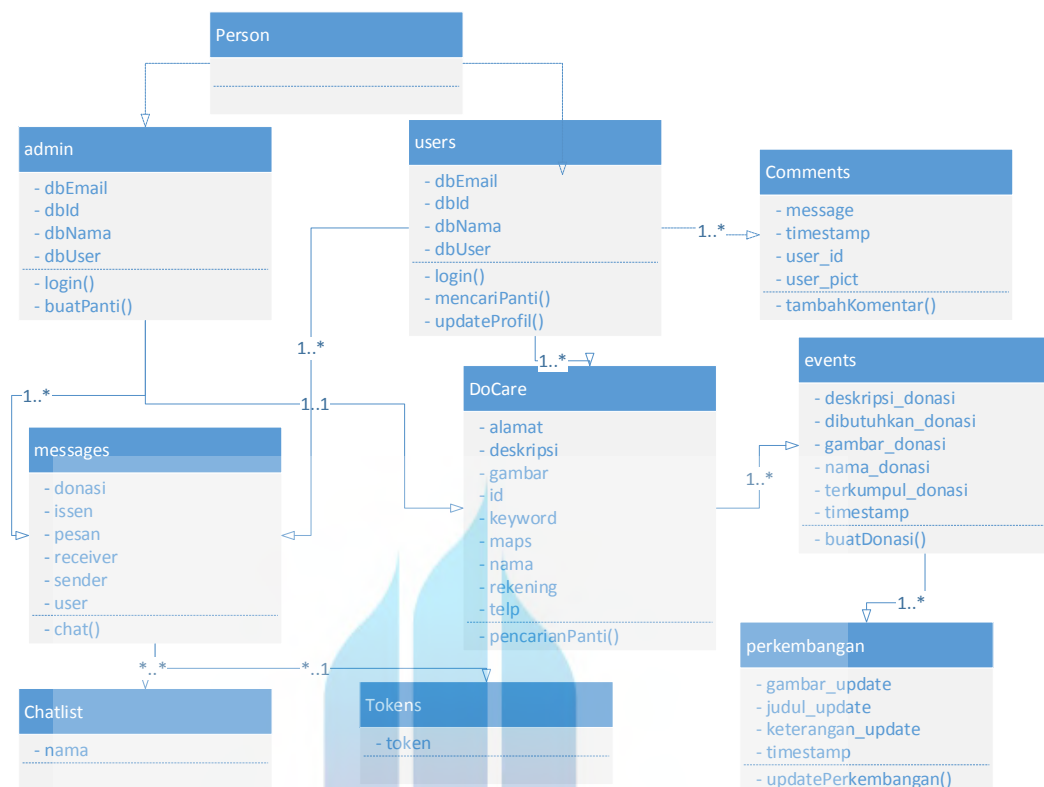 Person
admin
- dbEmail
- dbId
- dbNama
- dbUser
- login()
- buatPanti()
users
- dbEmail
- dbId
- dbNama
- dbUser
- login()
- mencariPanti()
- updateProfil()
Comments
- message
- timestamp
- user_id
- user_pict
- tambahKomentar()
1..*
1..*
1..*
1..*
1..1
messages
- donasi
- issen
- pesan
- receiver
- sender
- user
- chat()
DoCare
- alamat
- deskripsi
- gambar
- id
- keyword
- maps
- nama
- rekening
- telp
- pencarianPanti()
1..*
events
- deskripsi_donasi
- dibutuhkan_donasi
- gambar_donasi
- nama_donasi
- terkumpul_donasi
- timestamp
- buatDonasi()
1..*
*..*
*..1
Chatlist
- nama
Tokens
- token
perkembangan
- gambar_update
- judul_update
- keterangan_update
- timestamp
- updatePerkembangan()